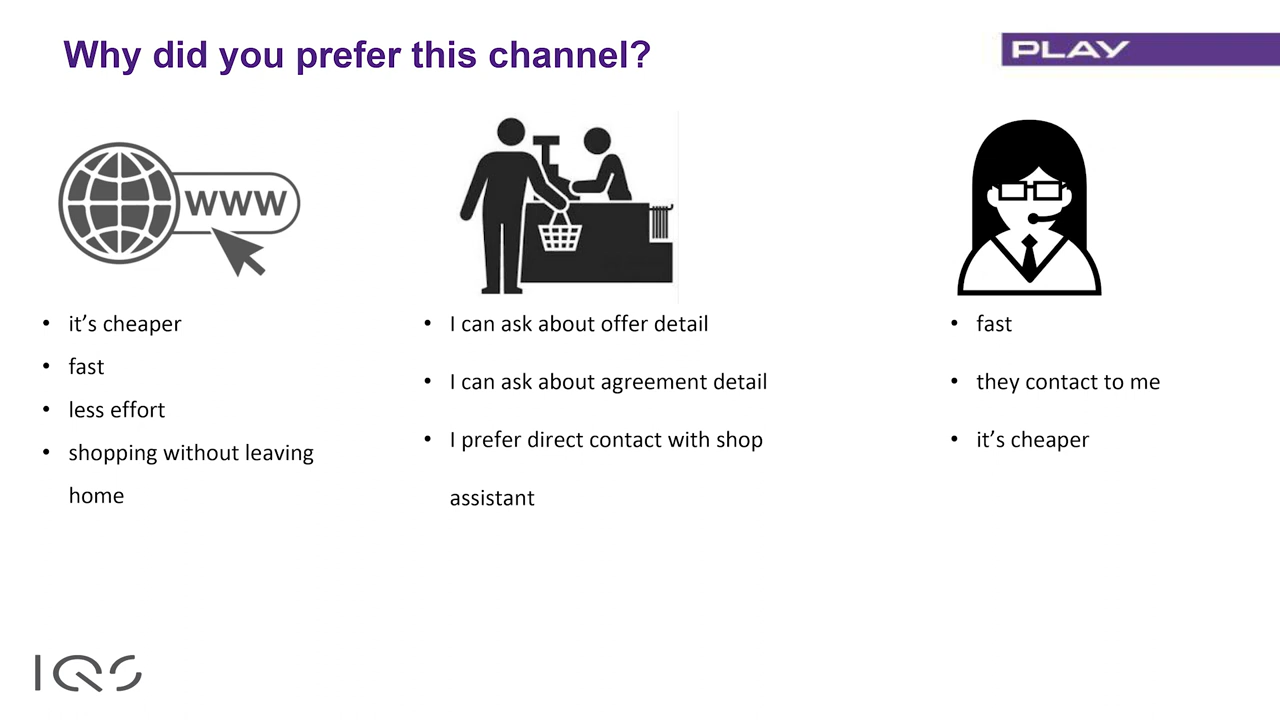 Why did you prefer this channel?
PLAY
www
• it’s cheaper
• fast
• less effort
• shopping without leaving
home
• I can ask about offer detail
• I can ask about agreement detail
• I prefer direct contact with shop
assistant
• fast
• they contact to me
• it’s cheaper
IQS